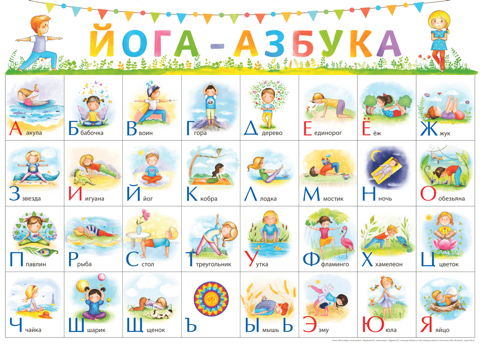 ЙОГА - АЗБУКА
А акула
Б бабочка
В воин
Г гора
Д дерево
Е единорог
Ё ёж
Ж жук
З звезда
И игуана
Й йог
К кобра
Л лодка
М мостик
Н ночь
О обезьяна
П павлин
Р рыба
С стол
Т треугольник
У утка
Ф фламинго
Х хамелеон
Ц цветок
Ч чайка
Ш шарик
Щ щенок
Ъ
Ы мышь Ь
Э эму
Ю юла
Я яйцо